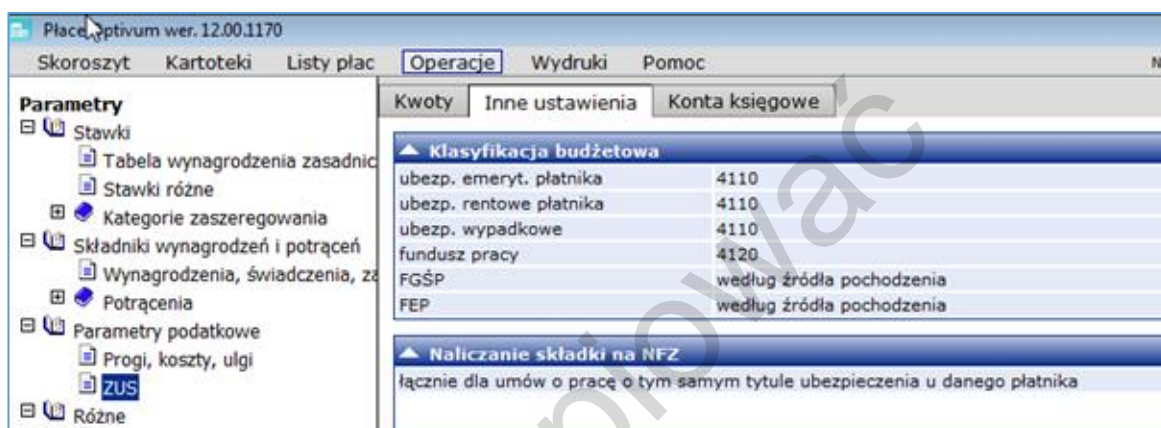 Płace Optivum wer. 12.00.1170
Skoroszyt Kartoteki Listy płac Operacje Wydruki Pomoc N
Parametry
Stawki
Tabela wynagrodzenia zasadnic
Stawki różne
Kategorie zaszeregowania
Składniki wynagrodzeń i potrąceń
Wynagrodzenia, świadczenia, za
Potrącenia
Parametry podatkowe
Progi, koszty, ulgi
ZUS
Różne
Kwoty Inne ustawienia Konta księgowe
Klasyfikacja budżetowa
ubezp. emeryt. płatnika 4110
ubezp. rentowe płatnika 4110
ubezp. wypadkowe 4110
fundusz pracy 4120
FGŚP według źródła pochodzenia
FEP według źródła pochodzenia
Naliczanie składki na NFZ
łącznie dla umów o pracę o tym samym tytule ubezpieczenia u danego płatnika
piować